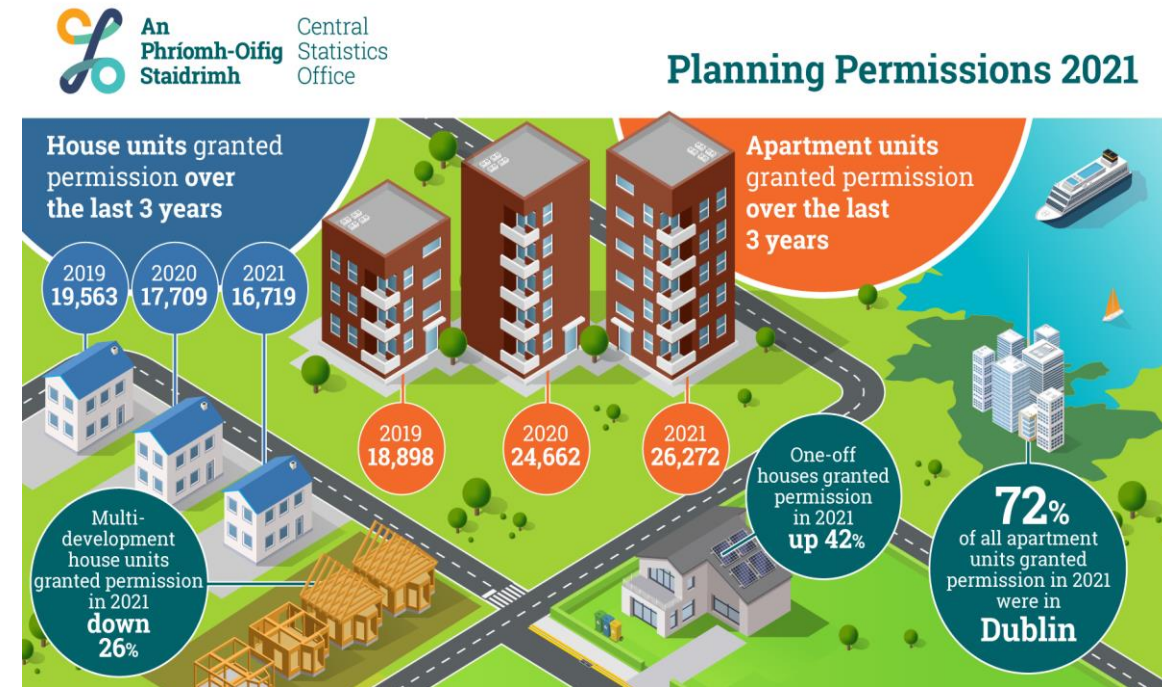 An
Phríomh-Oifig
Staidrimh
Central
Statistics
Office
Planning Permissions 2021
House units granted
permission over
the last 3 years
2019
19,563
2020
17,709
2021
16,719
Apartment units
granted permission
over the last
3 years
2019
18,898
2020
24,662
2021
26,272
Multi-
development
house units
granted permission
in 2021
down
26%
One-off
houses granted
permission
in 2021
up 42%
72%
of all apartment
units granted
permission in 2021
were in
Dublin